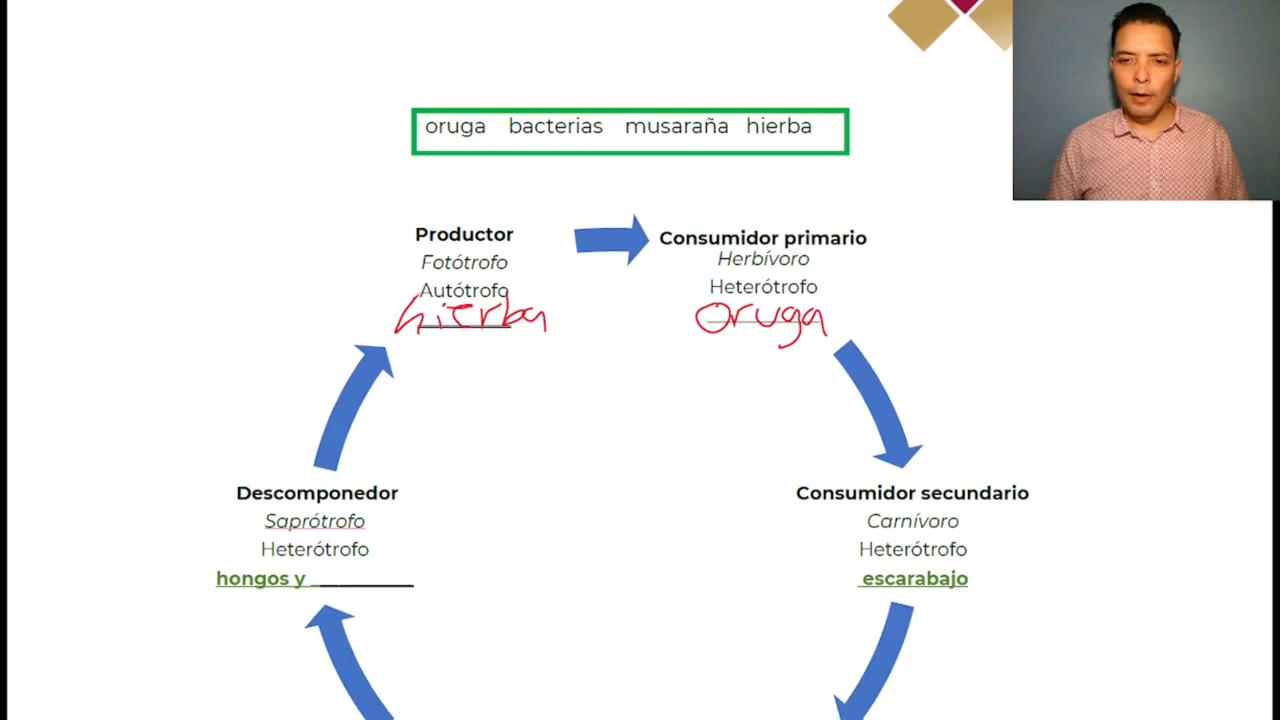 oruga bacterias musaraña hierba
Productor
Fotótrofo
Autótrofo
hierba
Consumidor primario
Herbívoro
Heterótrofo
Oruga
Descomponedor
Saprótrofo
Heterótrofo
hongos y ___________
Consumidor secundario
Carnívoro
Heterótrofo
escarabajo